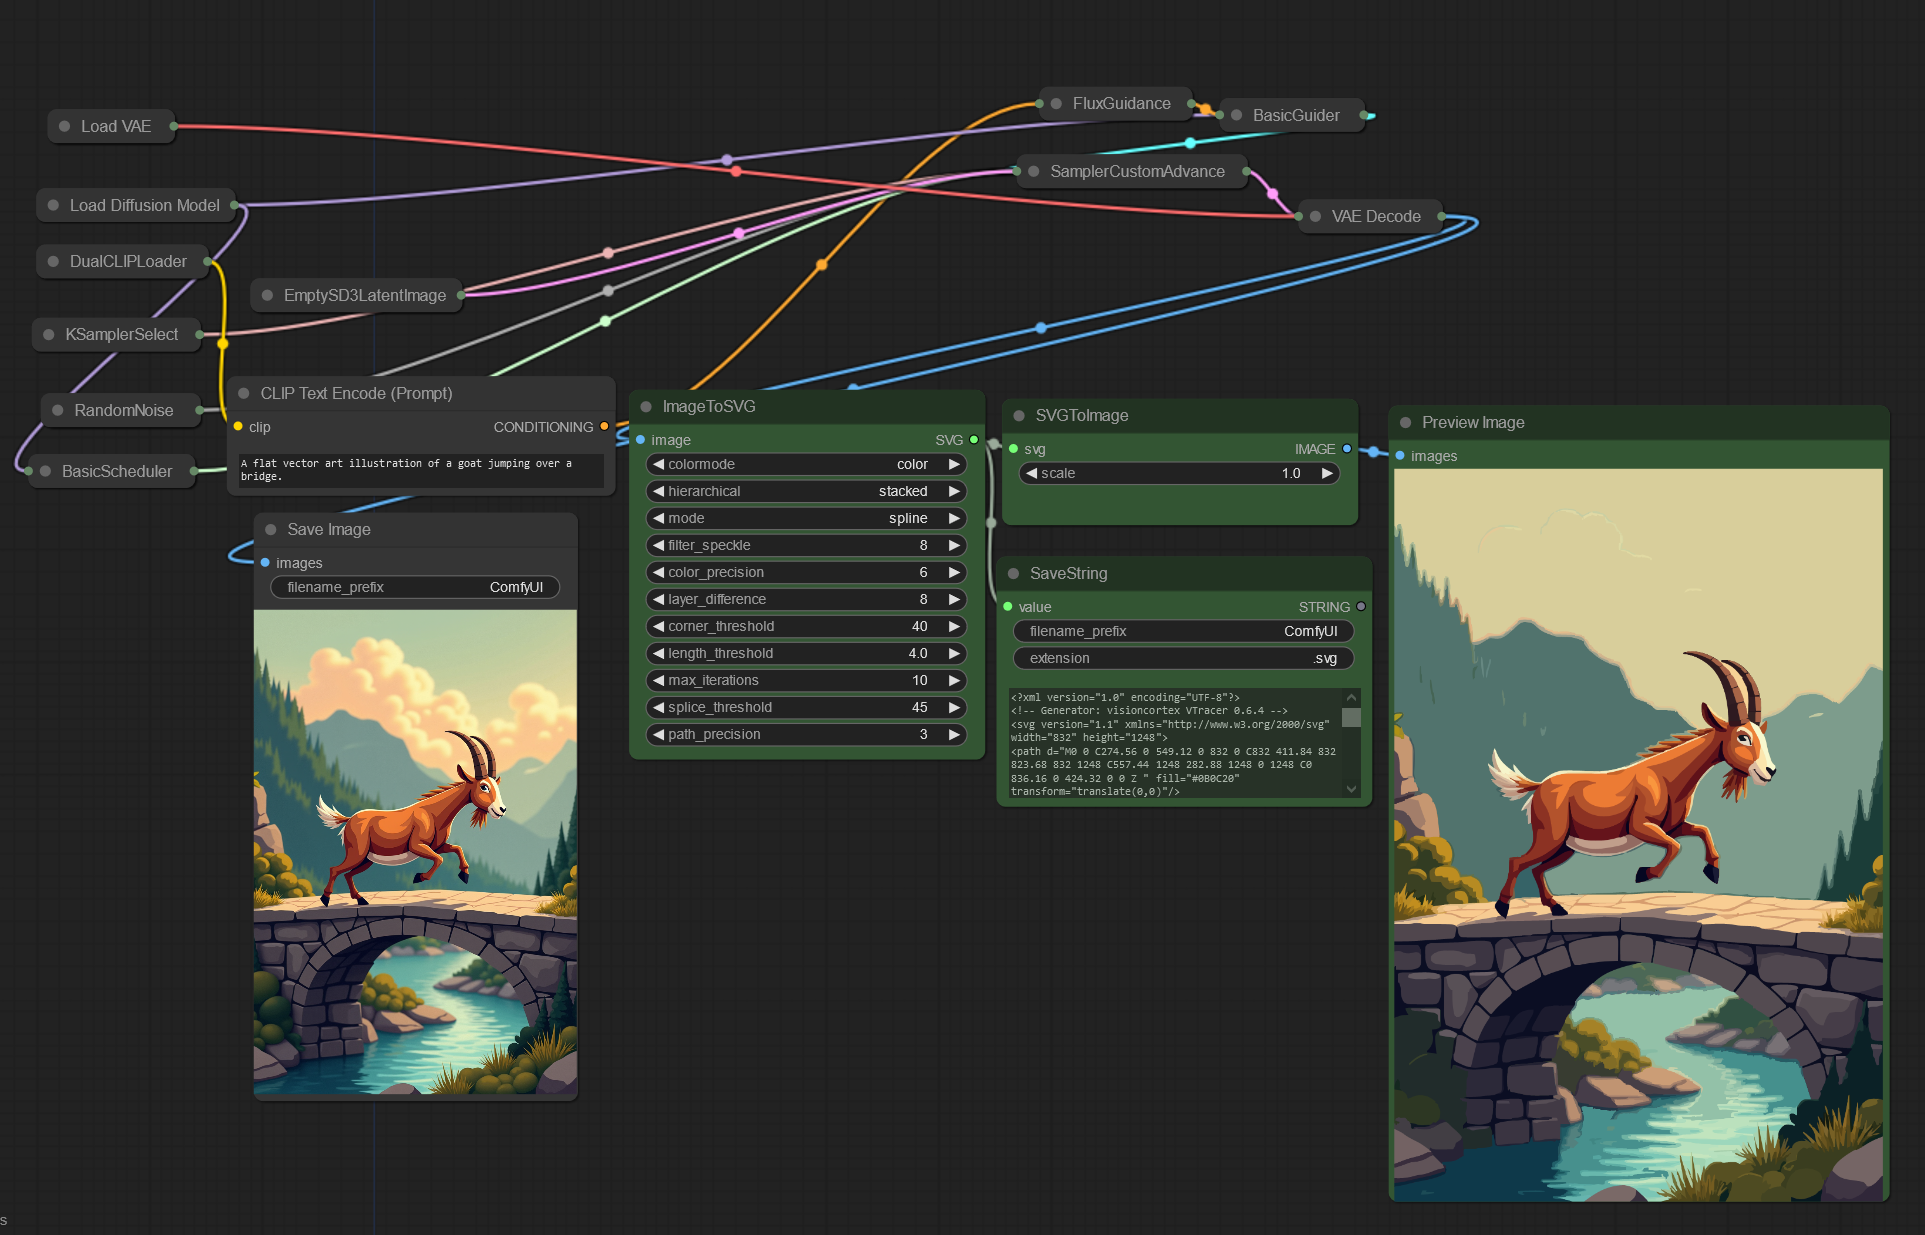 Load VAE
FluxGuidance
BasicGuider
SamplerCustomAdvance
Load Diffusion Model
VAE Decode
DualCLIPLoader
EmptySD3LatentImage
KSamplerSelect
RandomNoise
BasicScheduler
CLIP Text Encode (Prompt)
clip
CONDITIONING
A flat vector art illustration of a goat jumping over a
bridge.
Save Image
images
filename_prefix ComfyUI
ImageToSVG
image
SVG
colormode color
hierarchical stacked
mode spline
filter_speckle 8
color_precision 6
layer_difference 8
corner_threshold 40
length_threshold 4.0
max_iterations 10
splice_threshold 45
path_precision 3
SVGToImage
svg
IMAGE
scale 1.0
SaveString
value
STRING
filename_prefix ComfyUI
extension .svg
<?xml version="1.0" encoding="UTF-8"?>
<!-- Generator: visioncortex VTracer 0.6.4 -->
<svg version="1.1" xmlns="http://www.w3.org/2000/svg"
width="832" height="1248">
<path d="M0 0 C274.56 0 549.12 0 832 0 C832 411.84 832
823.68 832 1248 C557.44 1248 282.88 1248 0 1248 C0
836.16 0 424.32 0 0 Z " fill="#0B0C20"
transform="translate(0,0)"/>
Preview Image
images
s